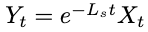 $Y_t = e^{-L_s t} X_t$